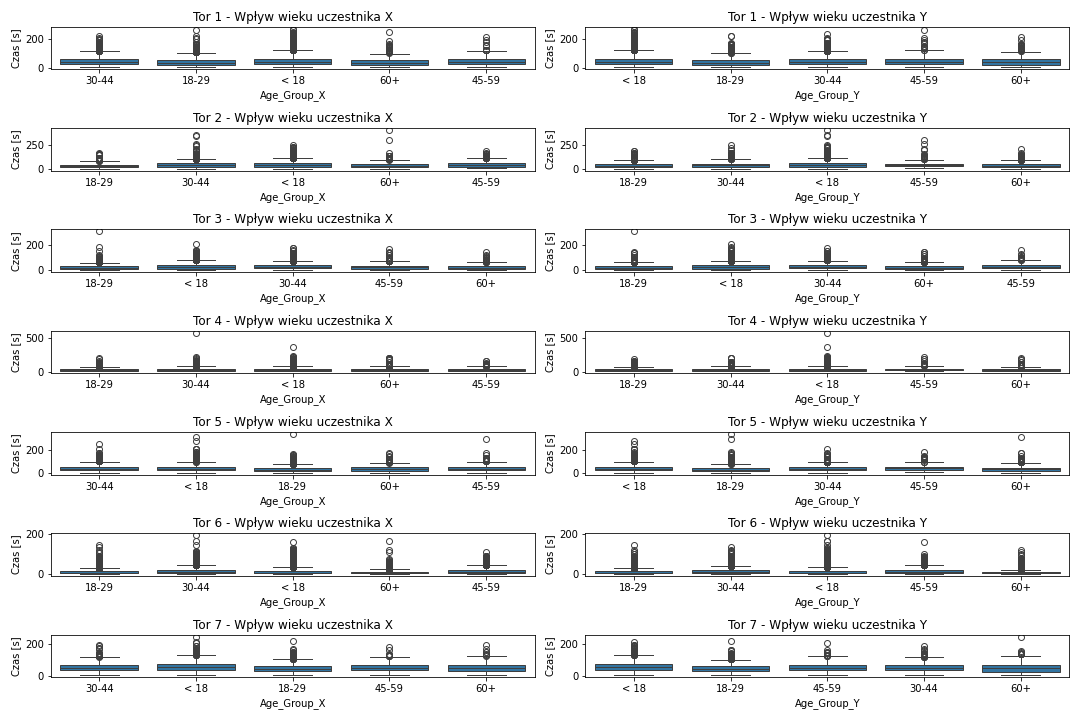 Tor 1 - Wpływ wieku uczestnika X
Czas [s]
200
0
30-44 18-29 < 18 60+ 45-59
Age_Group_X
Tor 1 - Wpływ wieku uczestnika Y
Czas [s]
200
0
< 18 18-29 30-44 45-59 60+
Age_Group_Y
Tor 2 - Wpływ wieku uczestnika X
Czas [s]
250
0
18-29 30-44 < 18 60+ 45-59
Age_Group_X
Tor 2 - Wpływ wieku uczestnika Y
Czas [s]
250
0
18-29 30-44 < 18 45-59 60+
Age_Group_Y
Tor 3 - Wpływ wieku uczestnika X
Czas [s]
200
0
18-29 < 18 30-44 45-59 60+
Age_Group_X
Tor 3 - Wpływ wieku uczestnika Y
Czas [s]
200
0
18-29 < 18 30-44 60+ 45-59
Age_Group_Y
Tor 4 - Wpływ wieku uczestnika X
Czas [s]
500
0
18-29 30-44 < 18 60+ 45-59
Age_Group_X
Tor 4 - Wpływ wieku uczestnika Y
Czas [s]
500
0
18-29 30-44 < 18 45-59 60+
Age_Group_Y
Tor 5 - Wpływ wieku uczestnika X
Czas [s]
200
0
30-44 < 18 18-29 60+ 45-59
Age_Group_X
Tor 5 - Wpływ wieku uczestnika Y
Czas [s]
200
0
< 18 18-29 30-44 45-59 60+
Age_Group_Y
Tor 6 - Wpływ wieku uczestnika X
Czas [s]
200
0
18-29 30-44 < 18 60+ 45-59
Age_Group_X
Tor 6 - Wpływ wieku uczestnika Y
Czas [s]
200
0
18-29 30-44 < 18 45-59 60+
Age_Group_Y
Tor 7 - Wpływ wieku uczestnika X
Czas [s]
200
0
30-44 < 18 18-29 45-59 60+
Age_Group_X
Tor 7 - Wpływ wieku uczestnika Y
Czas [s]
200
0
< 18 18-29 45-59 30-44 60+
Age_Group_Y